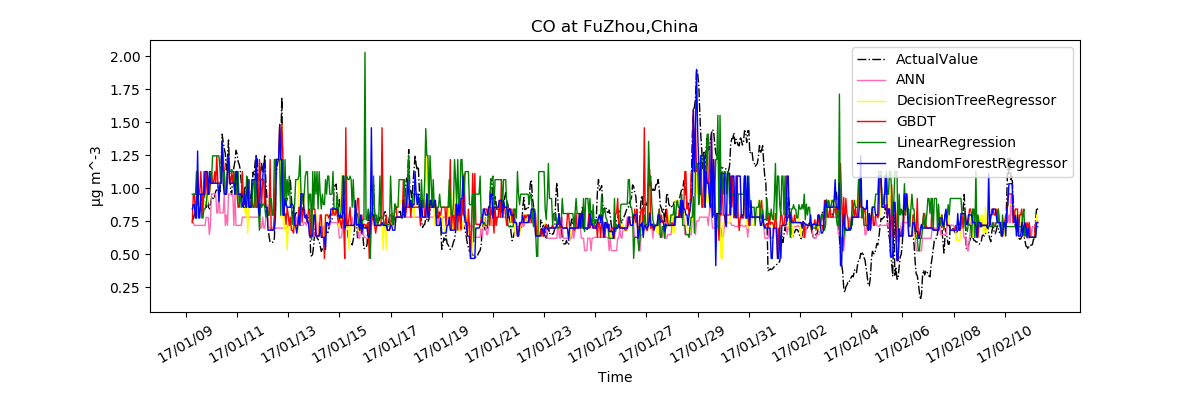 CO at FuZhou,China
2.00
1.75
1.50
1.25
1.00
0.75
0.50
0.25
μg m^-3
ActualValue
ANN
DecisionTreeRegressor
GBDT
LinearRegression
RandomForestRegressor
17/01/09
17/01/11
17/01/13
17/01/15
17/01/17
17/01/19
17/01/21
17/01/23
17/01/25
17/01/27
17/01/29
17/01/31
17/02/02
17/02/04
17/02/06
17/02/08
17/02/10
Time